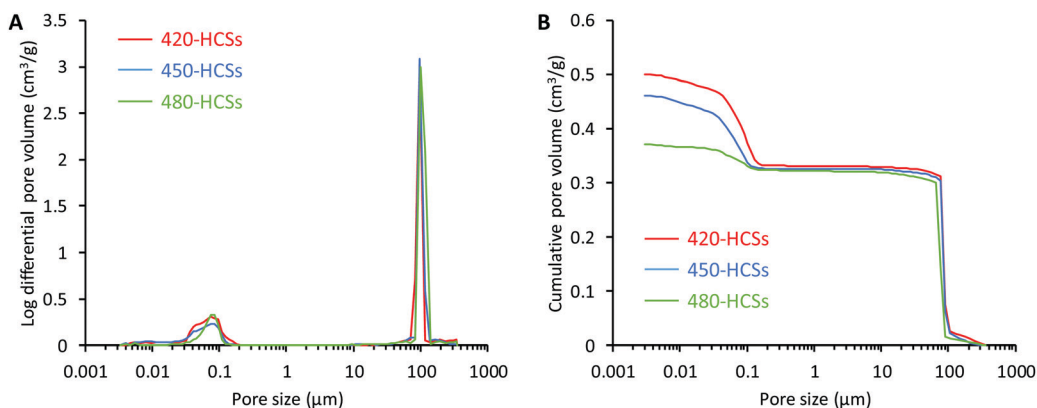 A
Log differential pore volume (cm³/g)
3.5
3
2.5
2
1.5
1
0.5
0
420-HCSs
450-HCSs
480-HCSs
0.001 0.01 0.1 1 10 100 1000
Pore size (μm)
B
Cumulative pore volume (cm³/g)
0.6
0.5
0.4
0.3
0.2
0.1
0
420-HCSs
450-HCSs
480-HCSs
0.001 0.01 0.1 1 10 100 1000
Pore size (μm)